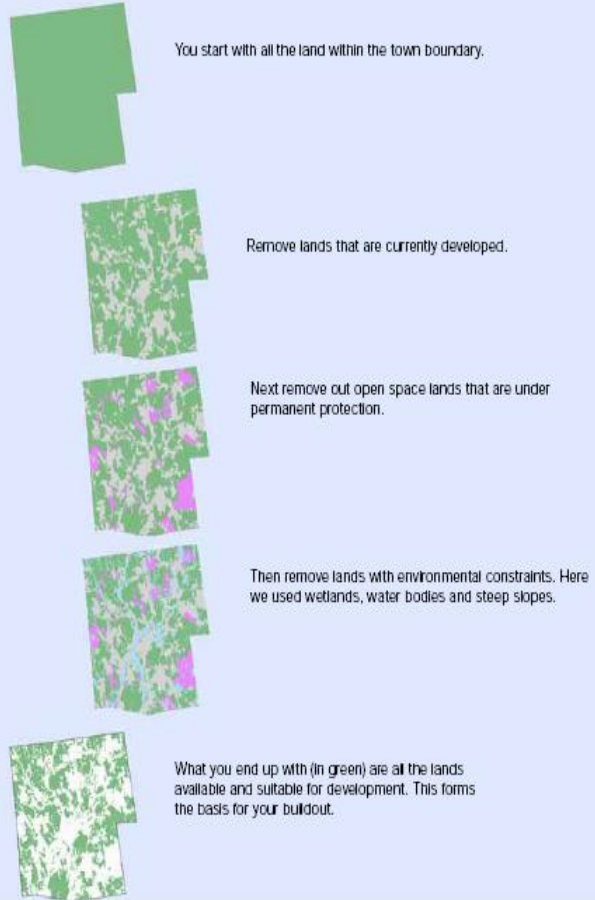 You start with all the land within the town boundary.
Remove lands that are currently developed.
Next remove out open space lands that are under
permanent protection.
Then remove lands with environmental constraints. Here
we used wetlands, water bodies and steep slopes.
What you end up with (in green) are all the lands
available and suitable for development. This forms
the basis for your buildout.